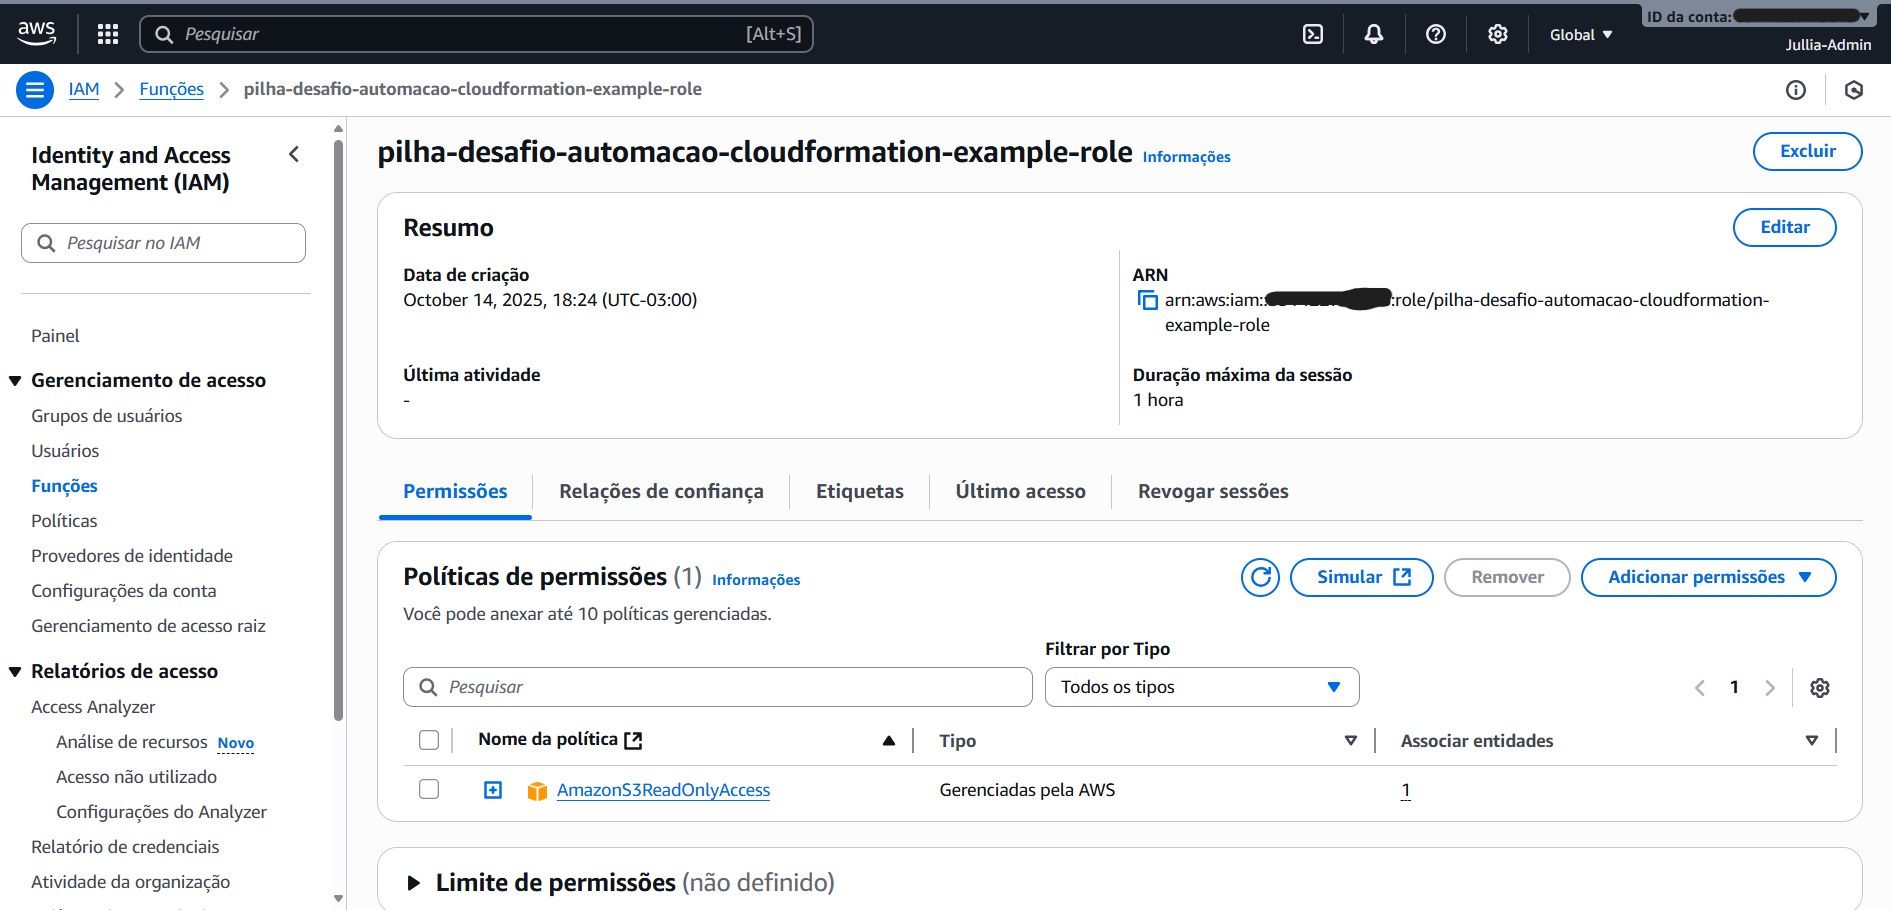 aws
Pesquisar
[Alt+S]
Global
ID da conta:
Jullia-Admin
IAM
Funções
pilha-desafio-automacao-cloudformation-example-role
Identity and Access
Management (IAM)
Pesquisar no IAM
Painel
Gerenciamento de acesso
Grupos de usuários
Usuários
Funções
Políticas
Provedores de identidade
Configurações da conta
Gerenciamento de acesso raiz
Relatórios de acesso
Access Analyzer
Análise de recursos Novo
Acesso não utilizado
Configurações do Analyzer
Relatório de credenciais
Atividade da organização
pilha-desafio-automacao-cloudformation-example-role Informações
Excluir
Resumo
Editar
Data de criação
October 14, 2025, 18:24 (UTC-03:00)
ARN
arn:aws:iam:: :role/pilha-desafio-automacao-cloudformation-
example-role
Última atividade
-
Duração máxima da sessão
1 hora
Permissões
Relações de confiança
Etiquetas
Último acesso
Revogar sessões
Políticas de permissões (1) Informações
Simular
Remover
Adicionar permissões
Você pode anexar até 10 políticas gerenciadas.
Filtrar por Tipo
Pesquisar
Todos os tipos
1
Nome da política
Tipo
Associar entidades
AmazonS3ReadOnlyAccess
Gerenciadas pela AWS
1
Limite de permissões (não definido)